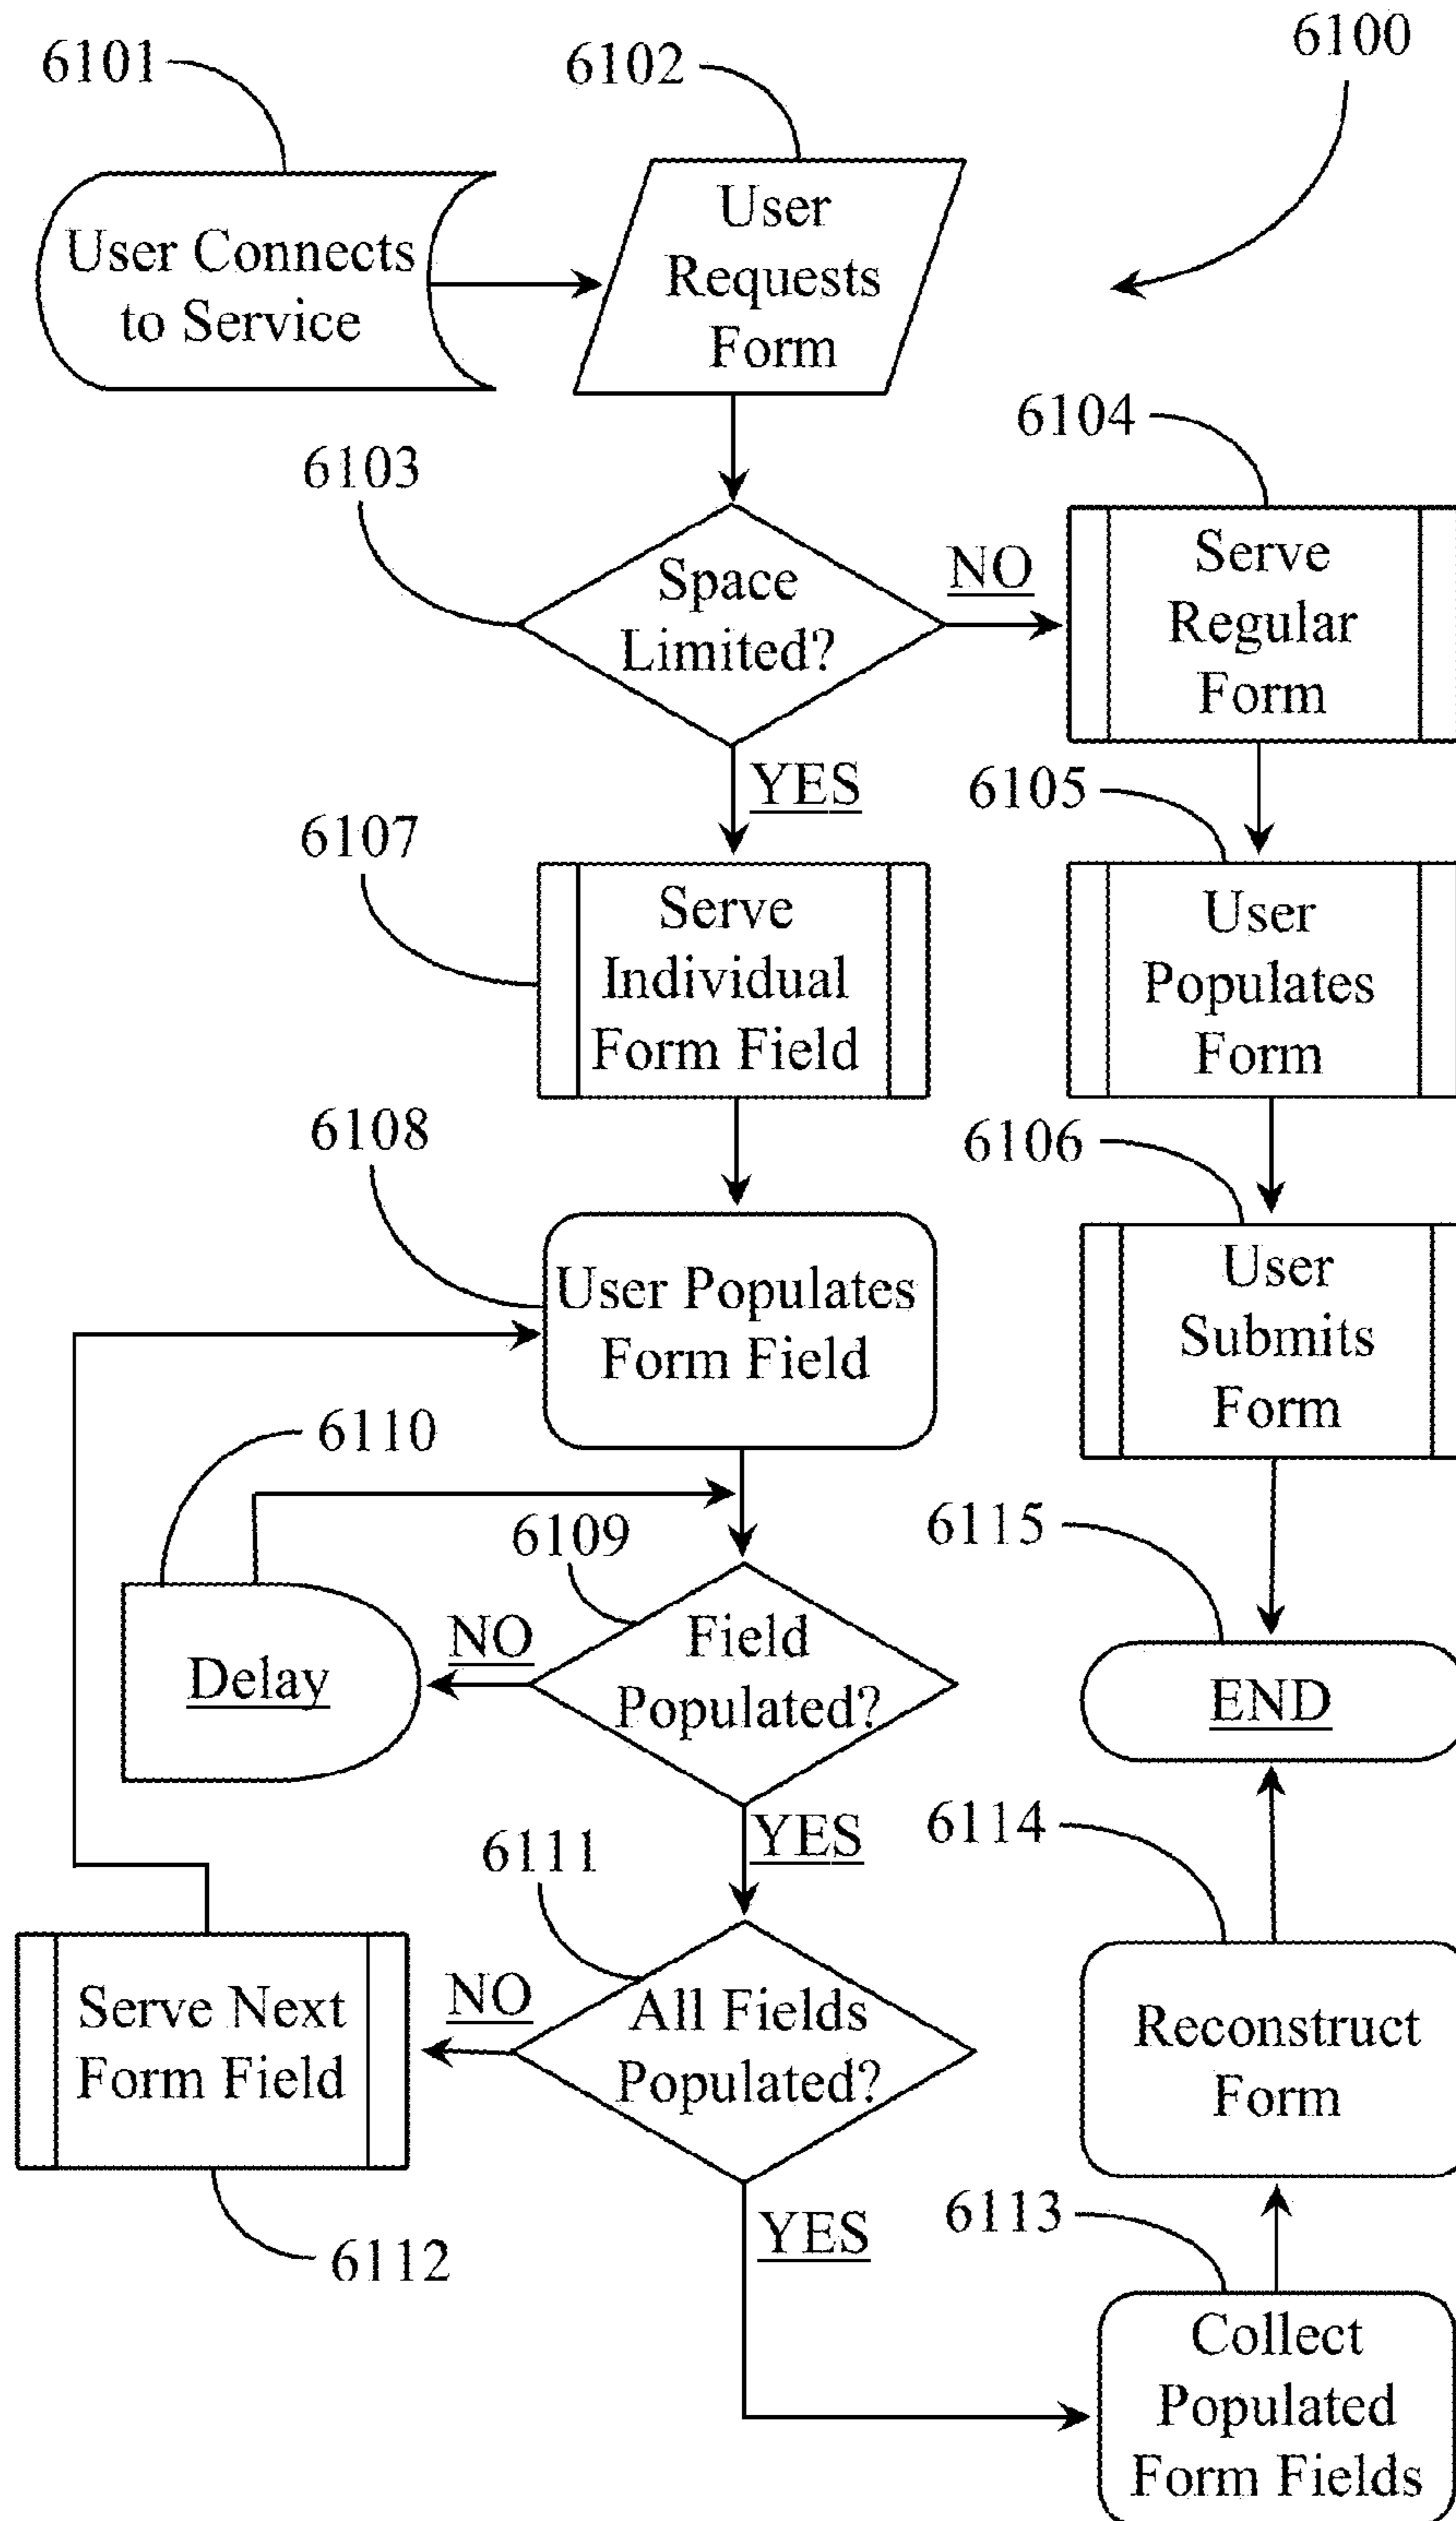 6101
6102
6100
User Connects
to Service
User
Requests
Form
6103
6104
Space
Limited?
NO
Serve
Regular
Form
YES
6105
6107
Serve
Individual
Form Field
User
Populates
Form
6108
6106
User Populates
Form Field
User
Submits
Form
6110
6109
6115
Delay
NO
Field
Populated?
END
YES
6111
6114
Serve Next
Form Field
NO
All Fields
Populated?
Reconstruct
Form
6112
YES
6113
Collect
Populated
Form Fields